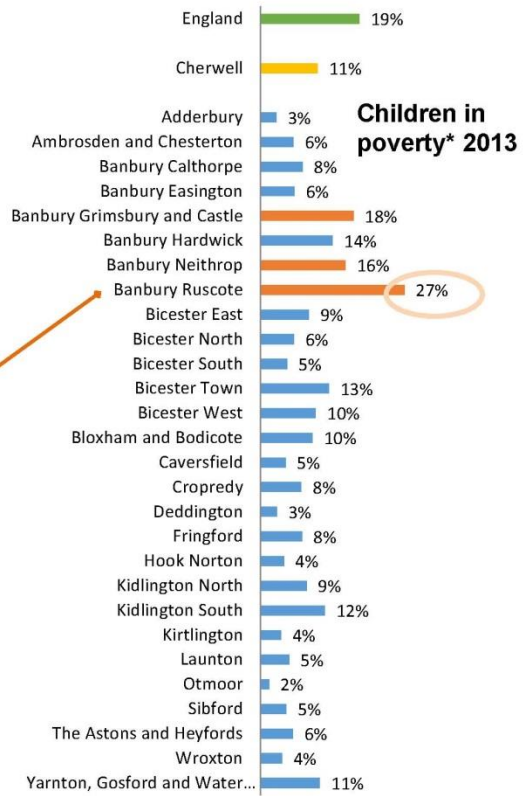 England 19%
Cherwell 11%
Children in
poverty* 2013
Adderbury 3%
Ambrosden and Chesterton 6%
Banbury Calthorpe 8%
Banbury Easington 6%
Banbury Grimsbury and Castle 18%
Banbury Hardwick 14%
Banbury Neithrop 16%
Banbury Ruscote 27%
Bicester East 9%
Bicester North 6%
Bicester South 5%
Bicester Town 13%
Bicester West 10%
Bloxham and Bodicote 10%
Caversfield 5%
Cropredy 8%
Deddington 3%
Fringford 8%
Hook Norton 4%
Kidlington North 9%
Kidlington South 12%
Kirtlington 4%
Launton 5%
Otmoor 2%
Sibford 5%
The Astons and Heyfords 6%
Wroxton 4%
Yarnton, Gosford and Water... 11%